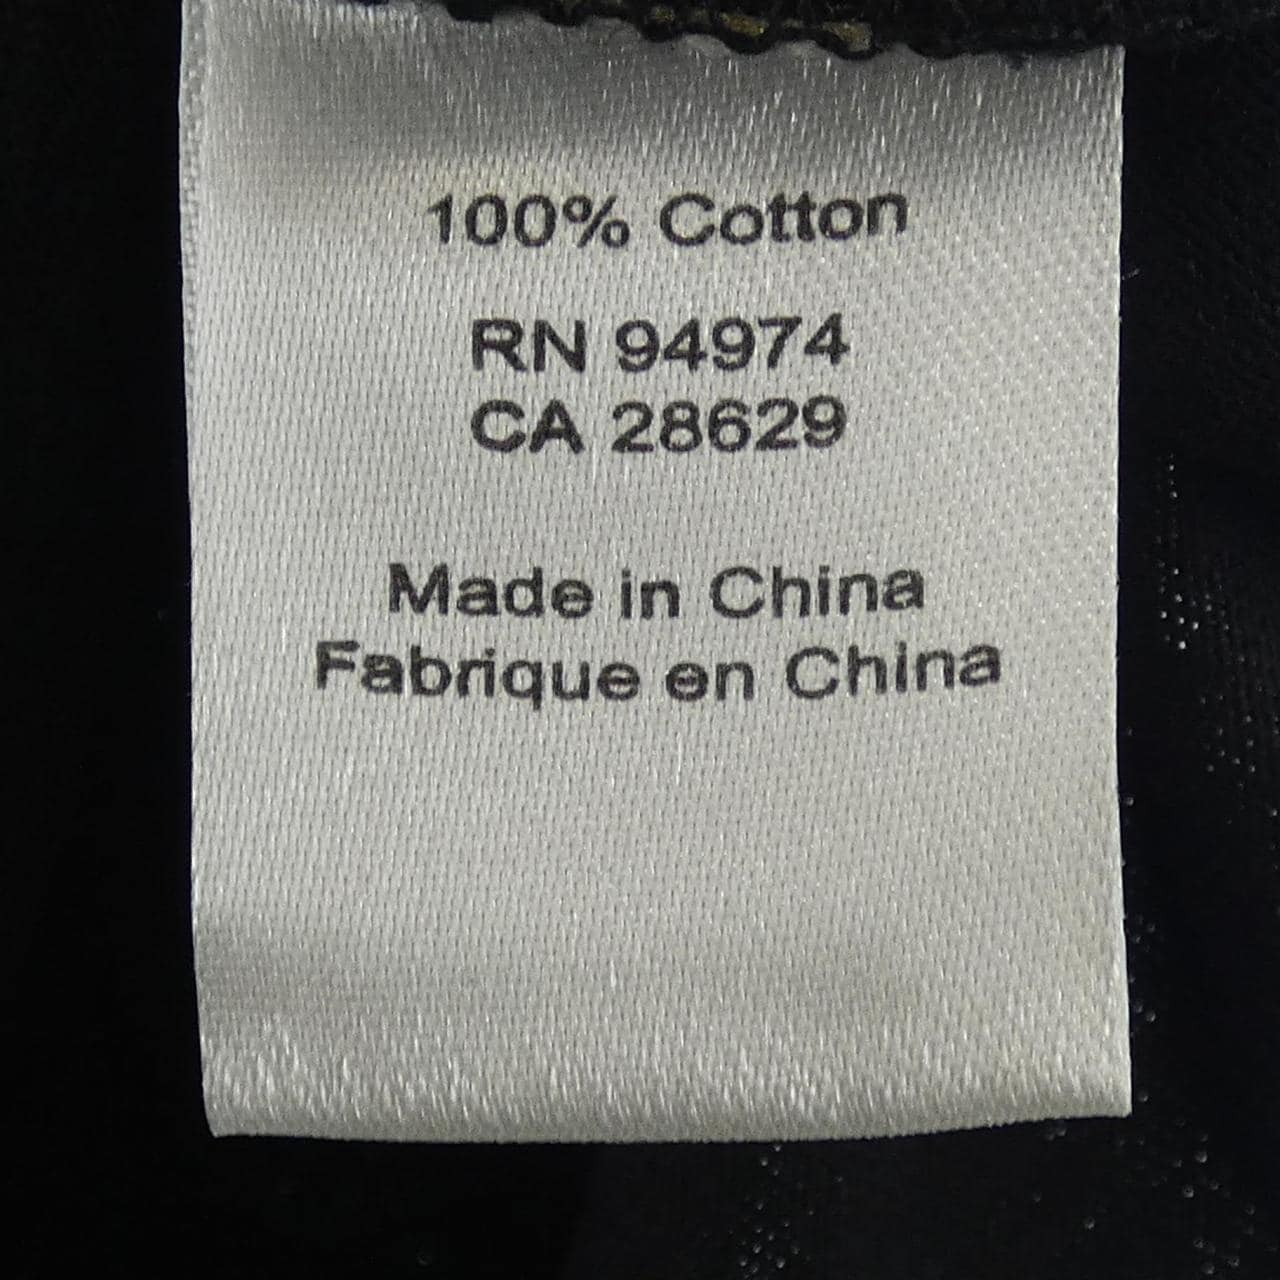 100% Cotton
RN 94974
CA 28629
Made in China
Fabrique en China